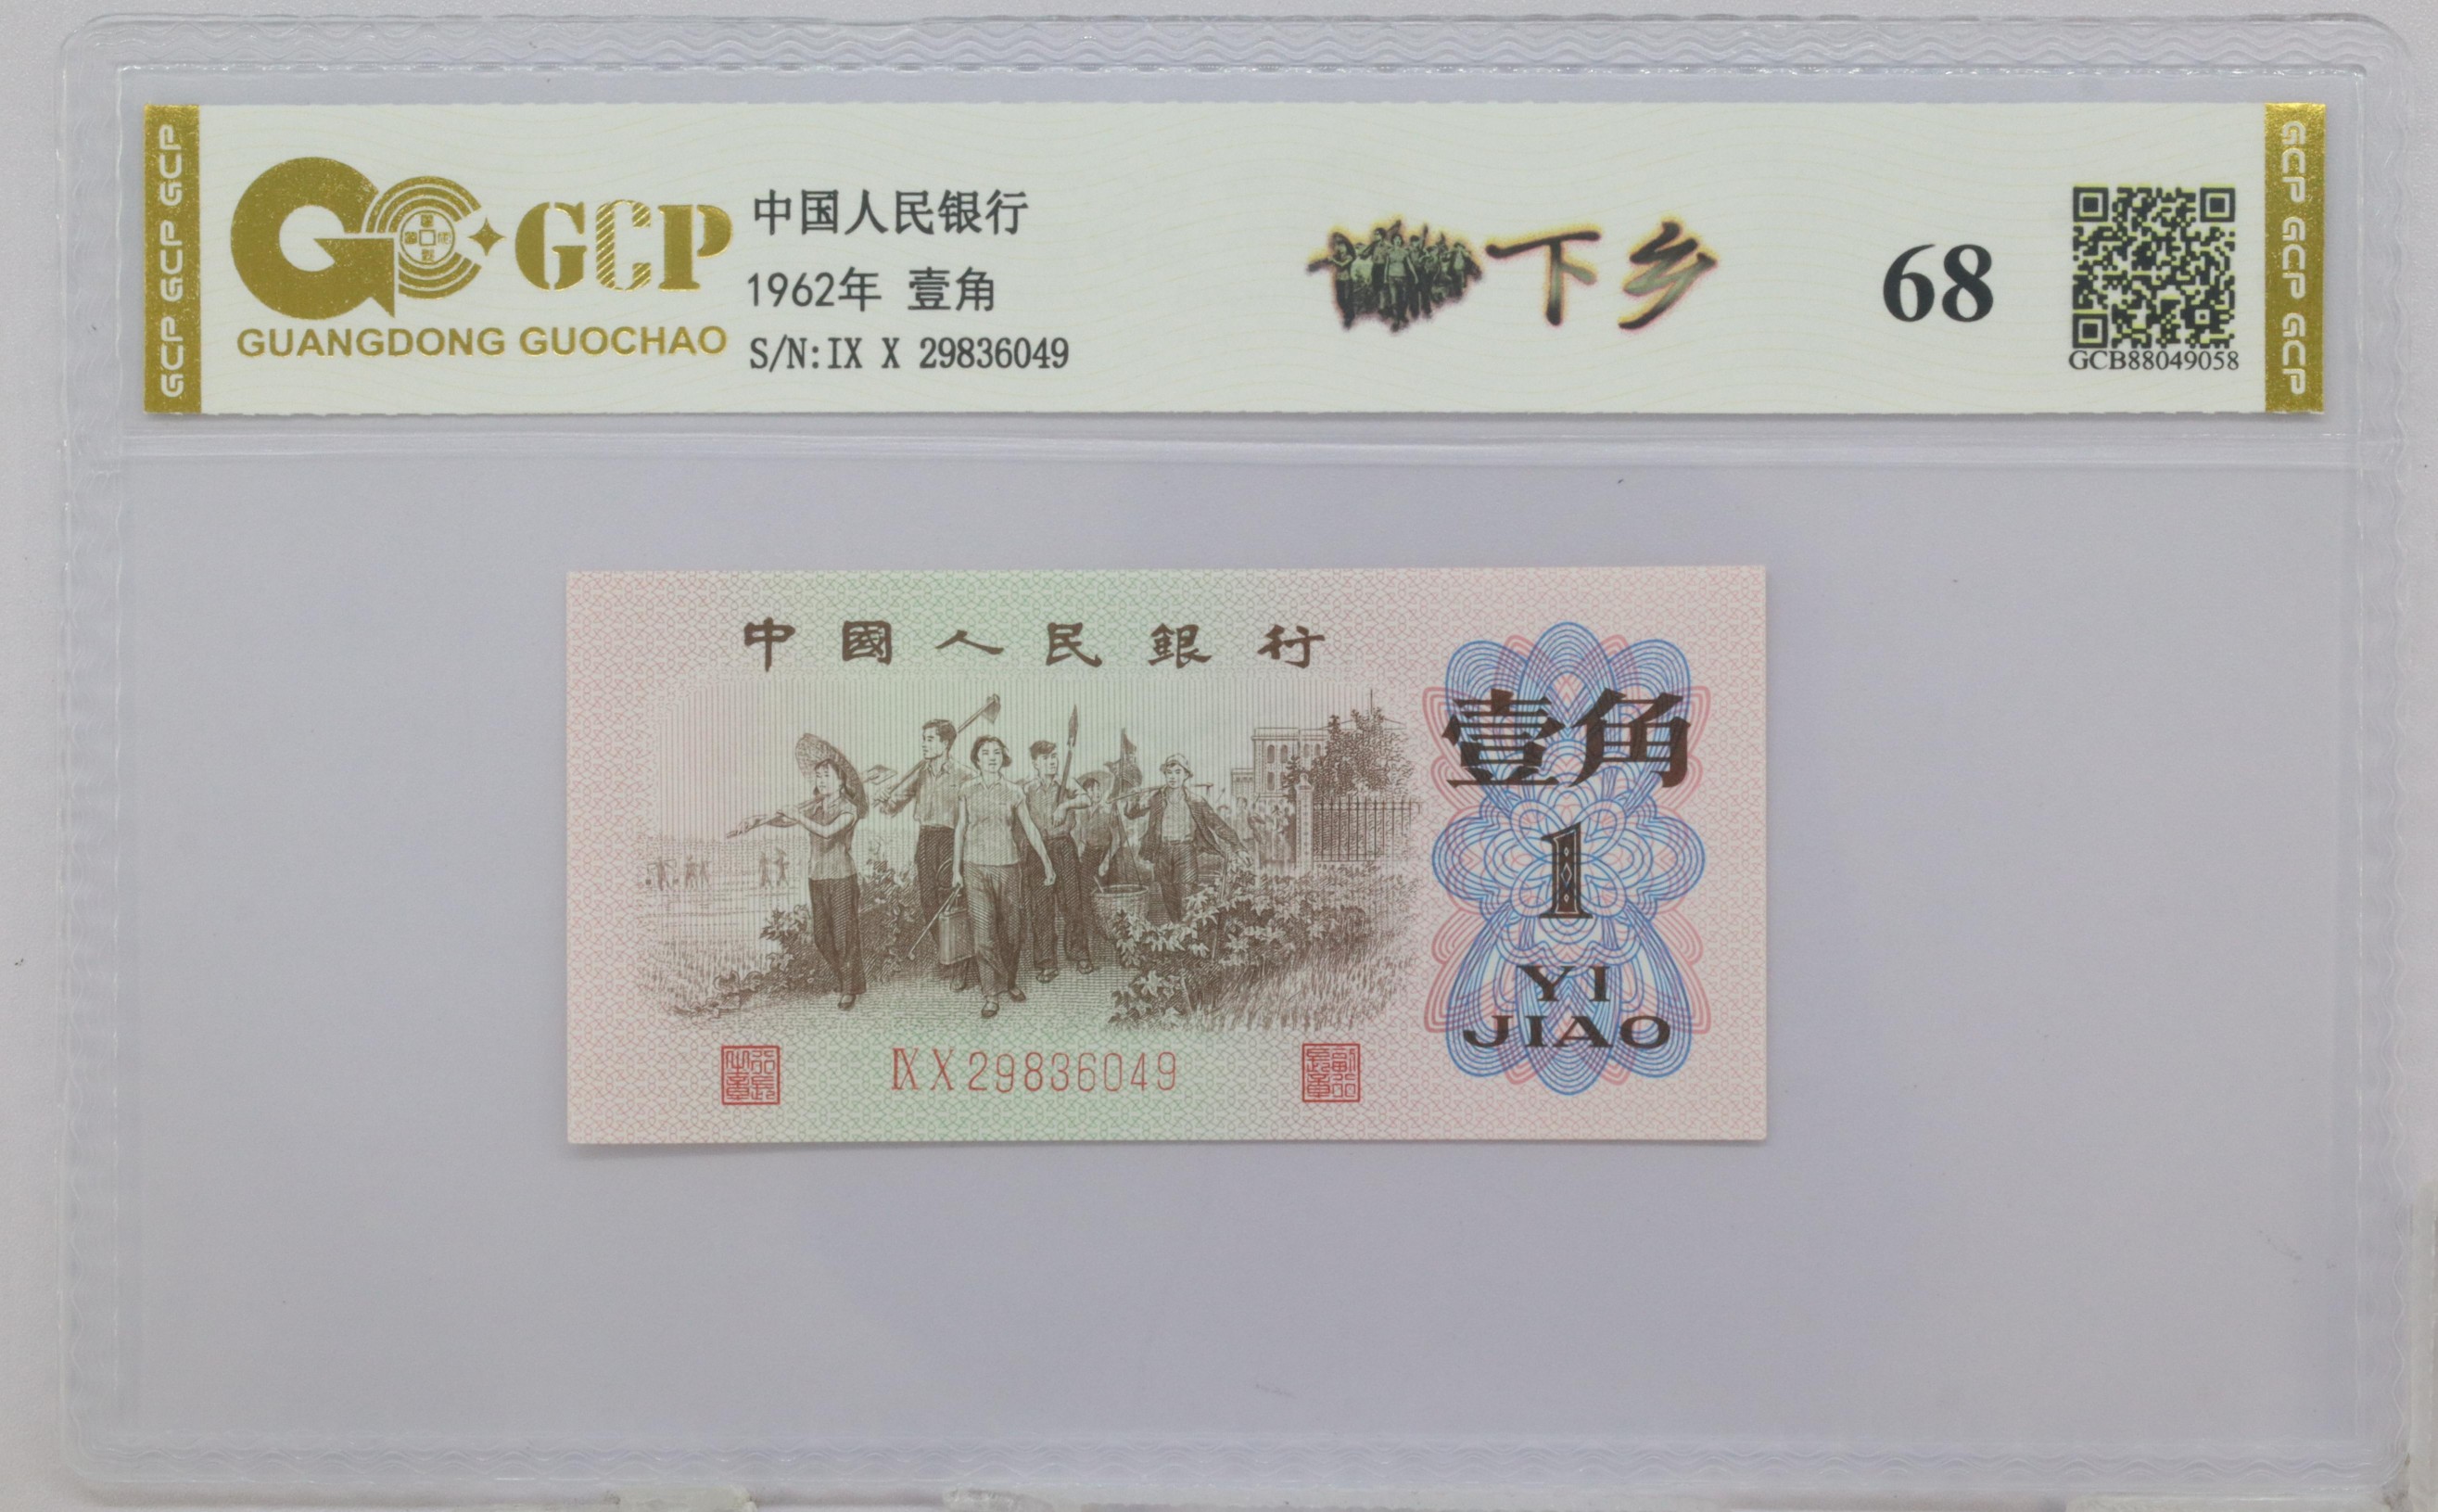 GCP GCP GCP
GCP
GUANGDONG GUOCHAO
中国人民银行
1962年 壹角
S/N:IX X 29836049
下乡
68
GCB88049058
GCP GCP GCP
中國人民銀行
壹角
1
YI
JIAO
IX X 29836049